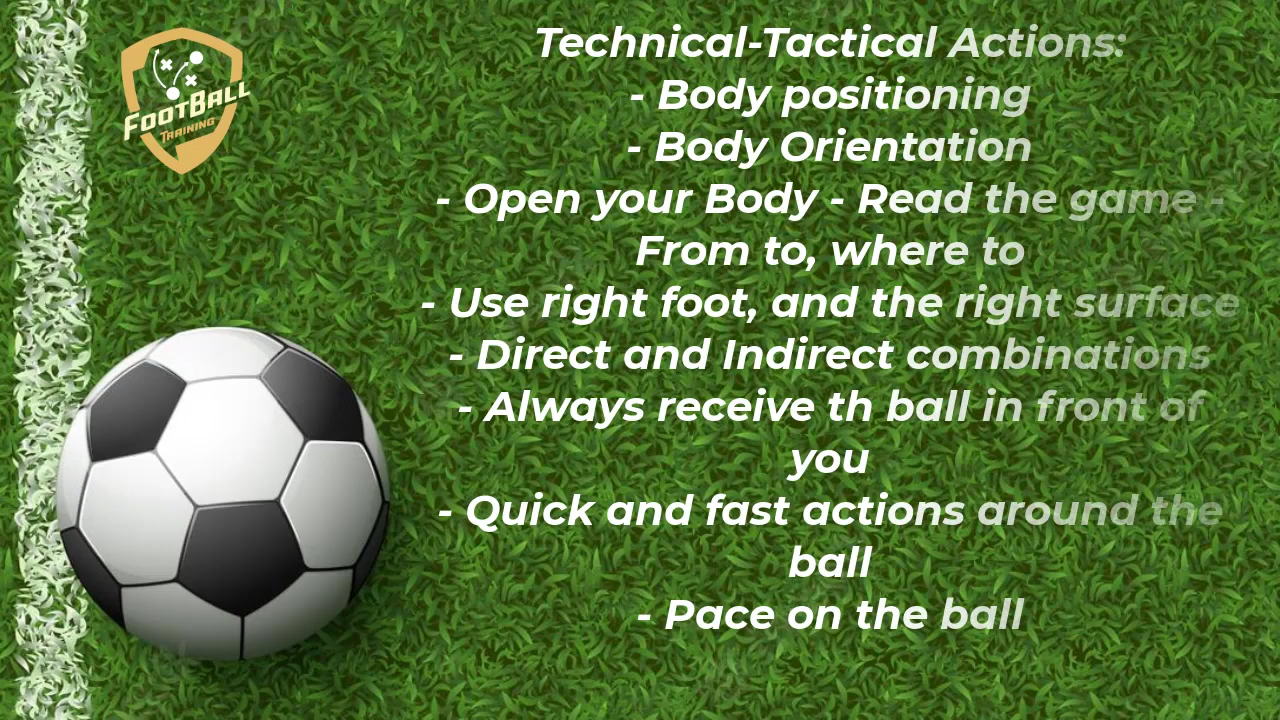 FootBall
Training
Technical-Tactical Actions:
- Body positioning
- Body Orientation
- Open your Body - Read the game -
From to, where to
- Use right foot, and the right surface
- Direct and Indirect combinations
- Always receive th ball in front of
you
- Quick and fast actions around the
ball
- Pace on the ball